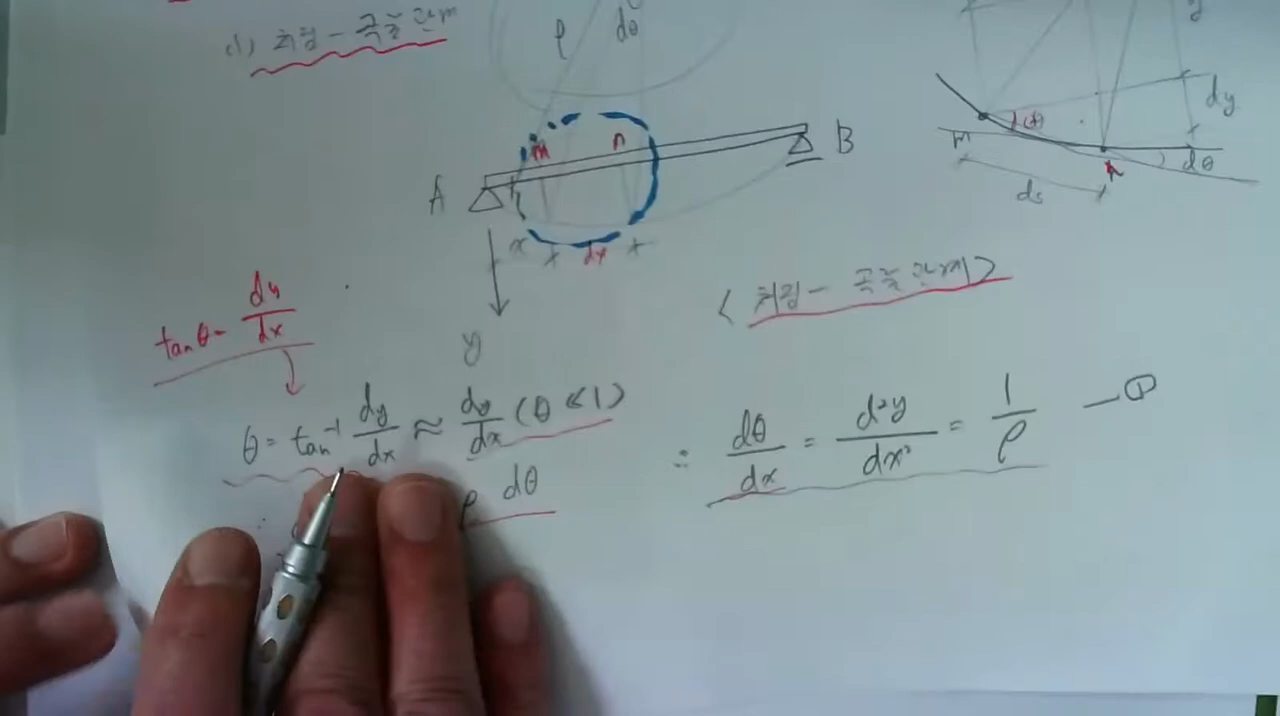 (1) 처짐 - 곡률 관계
ρ dθ
m n
A B
x dx
y
y
dy
θ
m dθ
n
ds
< 처짐 - 곡률 관계 >
tanθ = dy/dx
θ = tan⁻¹ dy/dx ≈ dy/dx (θ ≪ 1)
ρ dθ
∴ dθ/dx = d²y/dx² = 1/ρ — ①